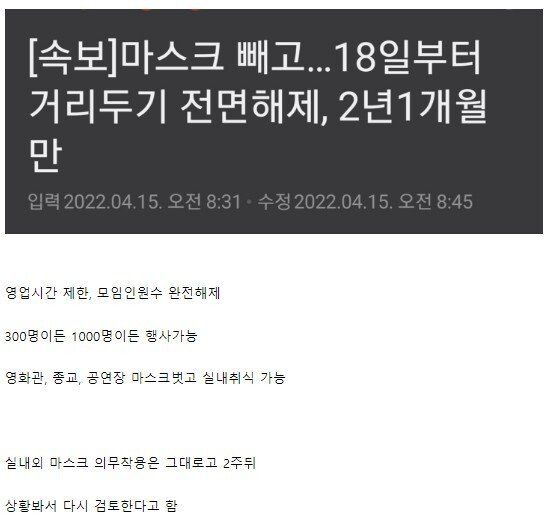 [속보]마스크 빼고...18일부터
거리두기 전면해제, 2년1개월
만
입력 2022.04.15. 오전 8:31 · 수정 2022.04.15. 오전 8:45
영업시간 제한, 모임인원수 완전해제
300명이든 1000명이든 행사가능
영화관, 종교, 공연장 마스크벗고 실내취식 가능
실내외 마스크 의무착용은 그대로고 2주뒤
상황봐서 다시 검토한다고 함